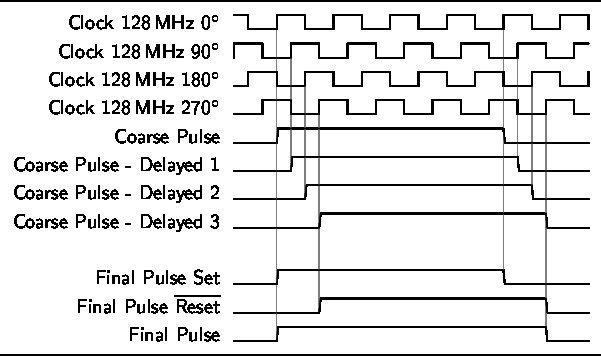 Clock 128 MHz 0°
Clock 128 MHz 90°
Clock 128 MHz 180°
Clock 128 MHz 270°
Coarse Pulse
Coarse Pulse - Delayed 1
Coarse Pulse - Delayed 2
Coarse Pulse - Delayed 3
Final Pulse Set
Final Pulse Reset
Final Pulse